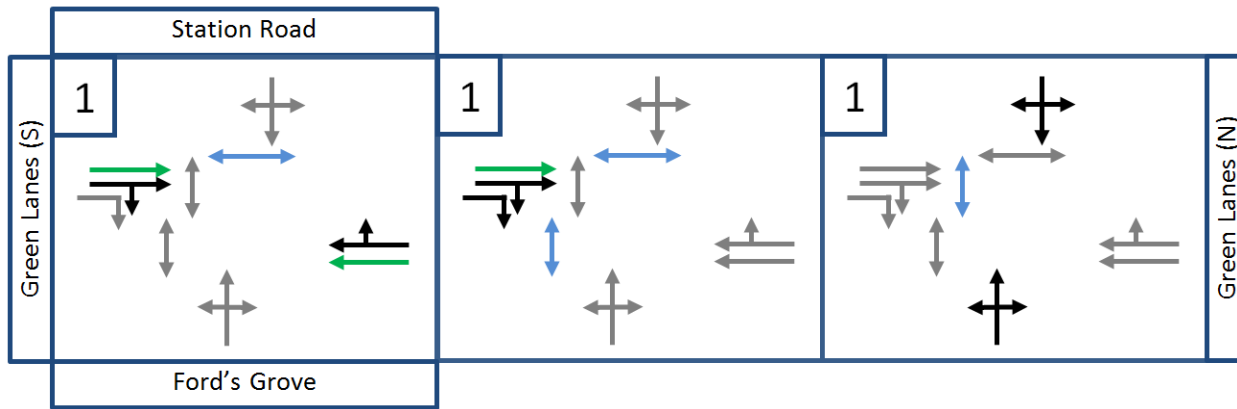 Station Road
Green Lanes (S)
1
1
1
Green Lanes (N)
Ford's Grove